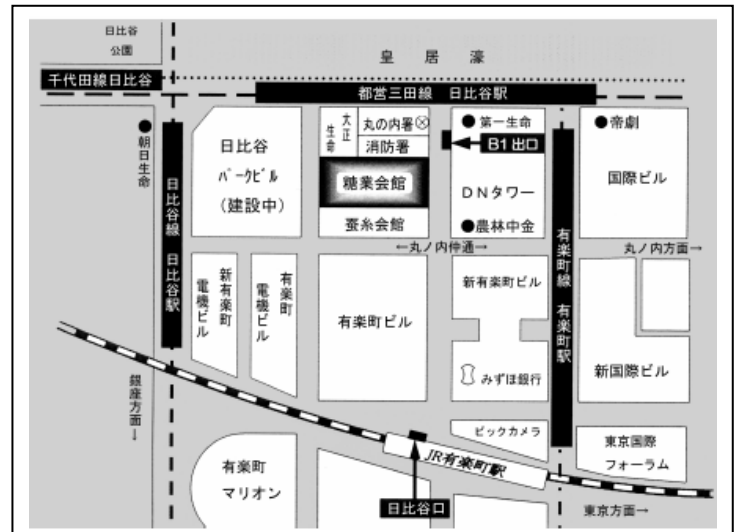 日比谷
公園
皇居濠
千代田線日比谷
都営三田線 日比谷駅
●朝日生命
日比谷線 日比谷駅
日比谷
パークビル
(建設中)
大正生命
丸の内署
消防署
糖業会館
蚕糸会館
●第一生命
B1出口
DNタワー
●農林中金
●帝劇
国際ビル
有楽町線 有楽町駅
←丸ノ内仲通→
丸ノ内方面→
新有楽町
電機ビル
有楽町
電機ビル
有楽町ビル
新有楽町ビル
みずほ銀行
新国際ビル
銀座方面→
ビックカメラ
JR有楽町駅
東京国際
フォーラム
有楽町
マリオン
日比谷口
東京方面→